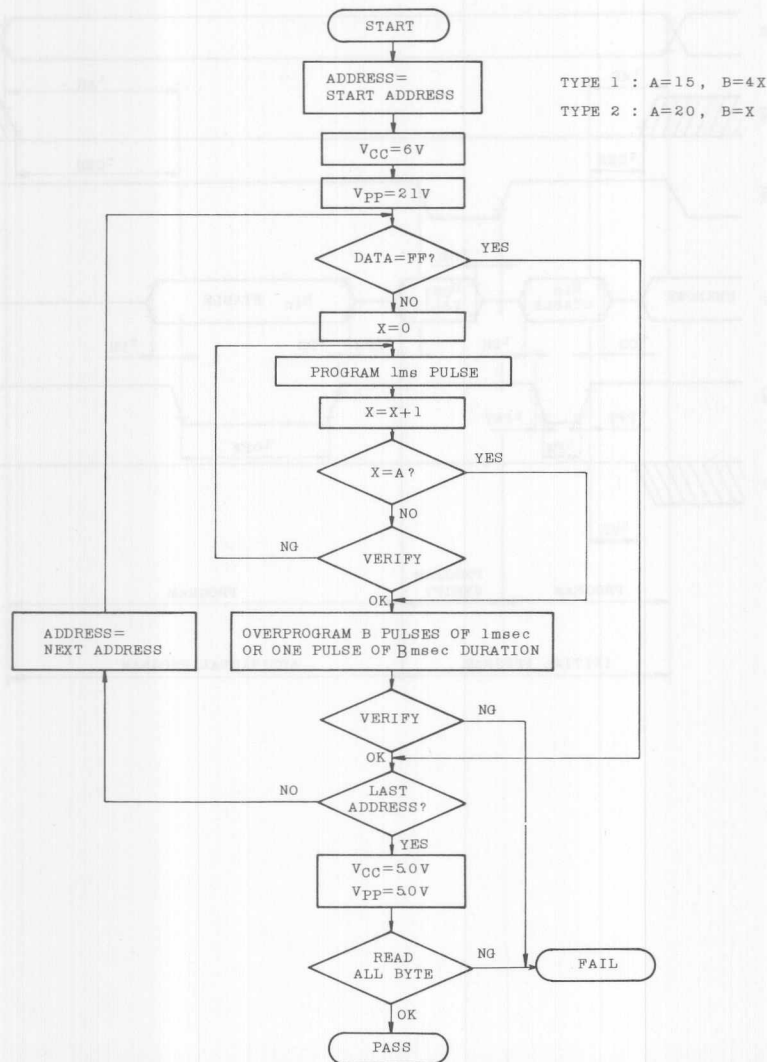 START
ADDRESS=
START ADDRESS
TYPE 1 : A=15, B=4X
TYPE 2 : A=20, B=X
VCC=6V
VPP=21V
DATA=FF?
YES
NO
X=0
PROGRAM 1ms PULSE
X=X+1
X=A?
YES
NO
NG
VERIFY
OK
ADDRESS=
NEXT ADDRESS
OVERPROGRAM B PULSES OF 1msec
OR ONE PULSE OF Bmsec DURATION
VERIFY
NG
OK
NO
LAST
ADDRESS?
YES
VCC=5.0V
VPP=5.0V
READ
ALL BYTE
NG
FAIL
OK
PASS